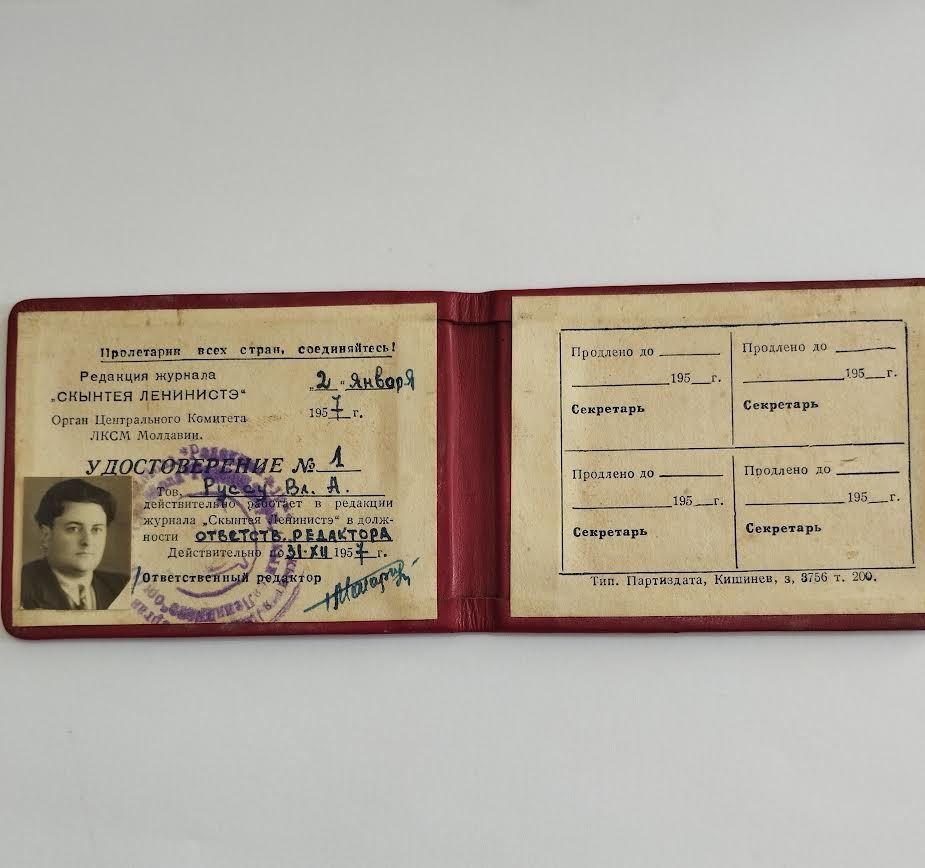 Пролетарии всех стран, соединяйтесь!
Редакция журнала
„СКЫНТЕЯ ЛЕНИНИСТЭ“
Орган Центрального Комитета
ЛКСМ Молдавии.
„2“ Января
1957 г.
УДОСТОВЕРЕНИЕ № 1
Тов. Руссу Вл. А.
действительно работает в редакции
журнала „Скынтея Ленинистэ“ в долж-
ности ответств. РЕДАКТОРА
Действительно по 31-XII 1957 г.
Ответственный редактор
Продлено до
195 г.
Секретарь
Продлено до
195 г.
Секретарь
Продлено до
195 г.
Секретарь
Продлено до
195 г.
Секретарь
Тип. Партиздата, Кишинев, з, 3756 т. 200.